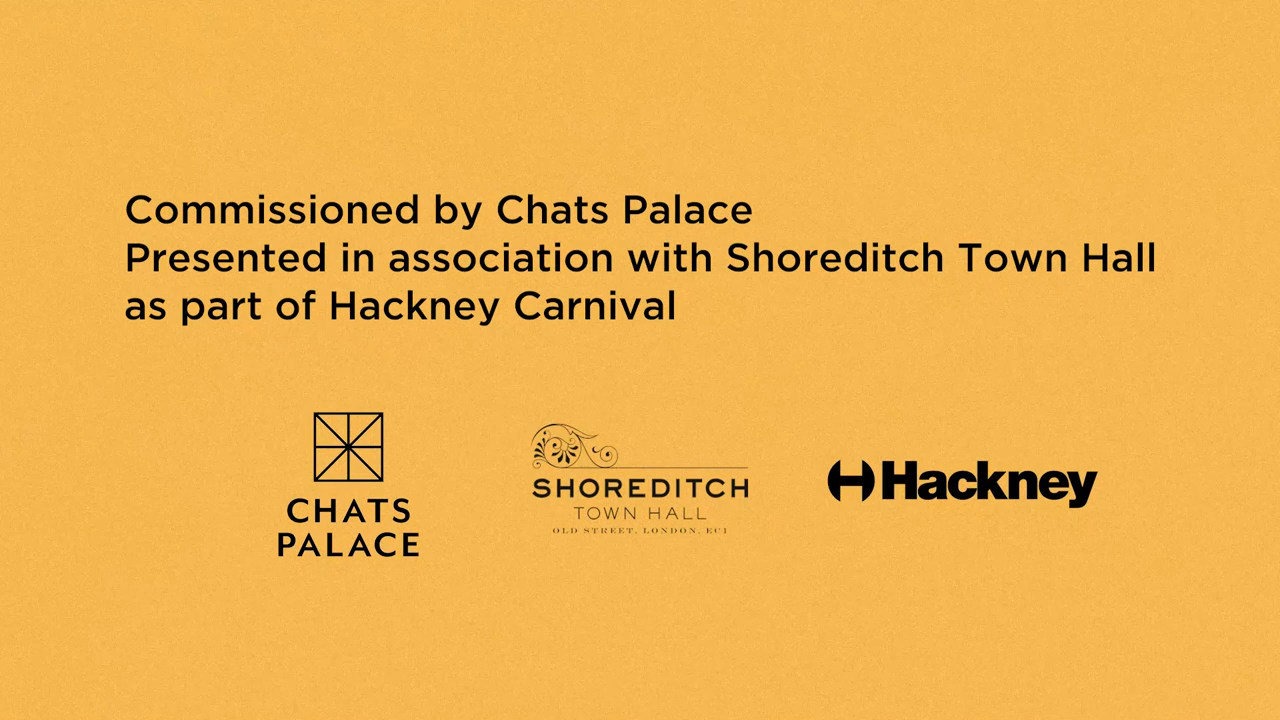 Commissioned by Chats Palace
Presented in association with Shoreditch Town Hall
as part of Hackney Carnival
CHATS
PALACE
SHOREDITCH
TOWN HALL
OLD STREET, LONDON, EC1
Hackney